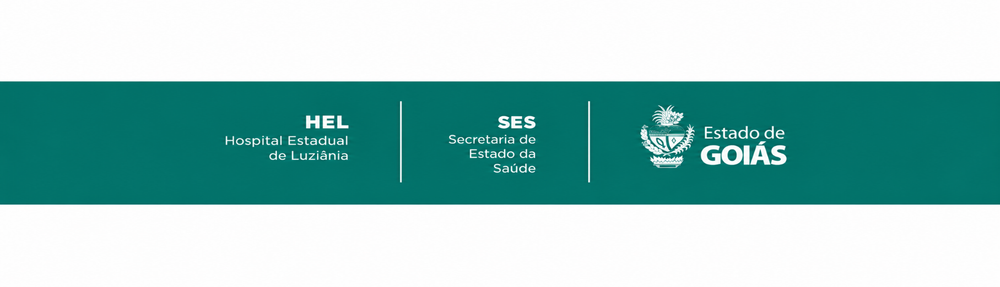 HEL
Hospital Estadual
de Luziânia
SES
Secretaria de
Estado da
Saúde
Estado de
GOIÁS